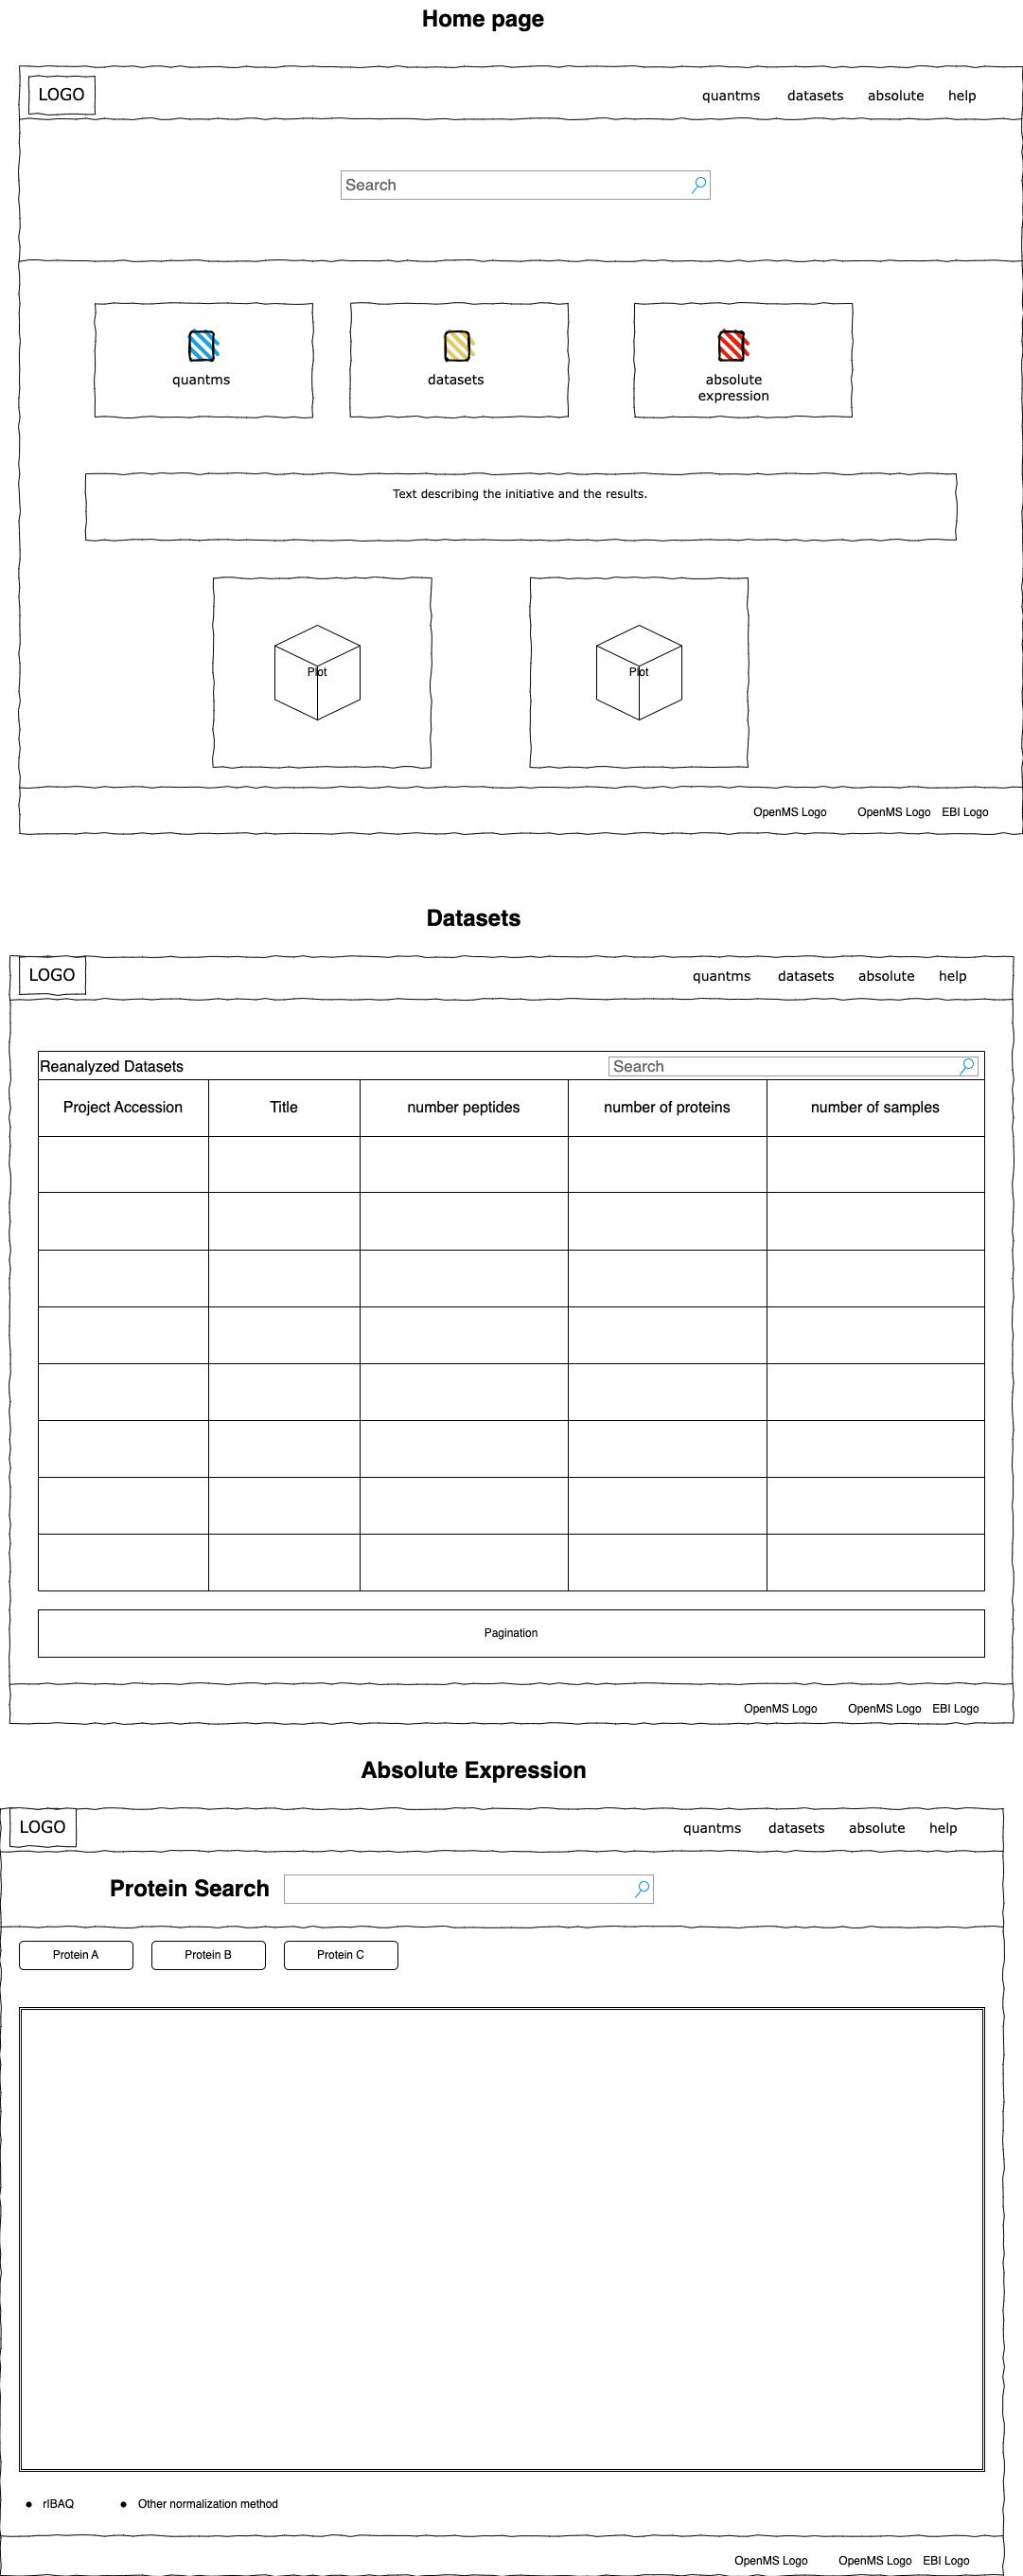 Home page
LOGO
quantms datasets absolute help
Search
quantms
datasets
absolute
expression
Text describing the initiative and the results.
Plot
Plot
OpenMS Logo OpenMS Logo EBI Logo
Datasets
LOGO
quantms datasets absolute help
Reanalyzed Datasets
Search
Project Accession Title number peptides number of proteins number of samples
Pagination
OpenMS Logo OpenMS Logo EBI Logo
Absolute Expression
LOGO
quantms datasets absolute help
Protein Search
Protein A Protein B Protein C
● rIBAQ ● Other normalization method
OpenMS Logo OpenMS Logo EBI Logo